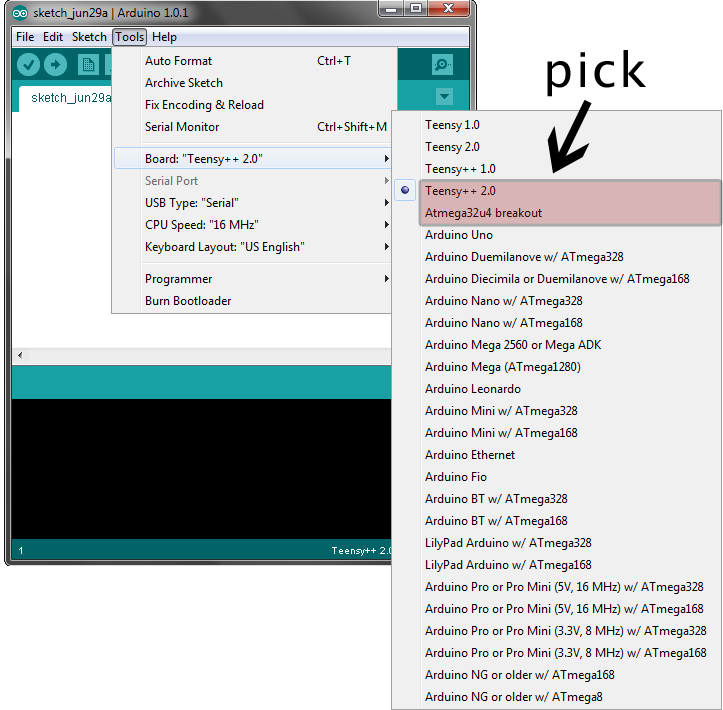 sketch_jun29a | Arduino 1.0.1
File Edit Sketch Tools Help
sketch_jun29a
Auto Format Ctrl+T
Archive Sketch
Fix Encoding & Reload
Serial Monitor Ctrl+Shift+M
Board: "Teensy++ 2.0"
Serial Port
USB Type: "Serial"
CPU Speed: "16 MHz"
Keyboard Layout: "US English"
Programmer
Burn Bootloader
pick
Teensy 1.0
Teensy 2.0
Teensy++ 1.0
Teensy++ 2.0
Atmega32u4 breakout
Arduino Uno
Arduino Duemilanove w/ ATmega328
Arduino Diecimila or Duemilanove w/ ATmega168
Arduino Nano w/ ATmega328
Arduino Nano w/ ATmega168
Arduino Mega 2560 or Mega ADK
Arduino Mega (ATmega1280)
Arduino Leonardo
Arduino Mini w/ ATmega328
Arduino Mini w/ ATmega168
Arduino Ethernet
Arduino Fio
Arduino BT w/ ATmega328
Arduino BT w/ ATmega168
LilyPad Arduino w/ ATmega328
LilyPad Arduino w/ ATmega168
Arduino Pro or Pro Mini (5V, 16 MHz) w/ ATmega328
Arduino Pro or Pro Mini (5V, 16 MHz) w/ ATmega168
Arduino Pro or Pro Mini (3.3V, 8 MHz) w/ ATmega328
Arduino Pro or Pro Mini (3.3V, 8 MHz) w/ ATmega168
Arduino NG or older w/ ATmega168
Arduino NG or older w/ ATmega8
1 Teensy++ 2.0